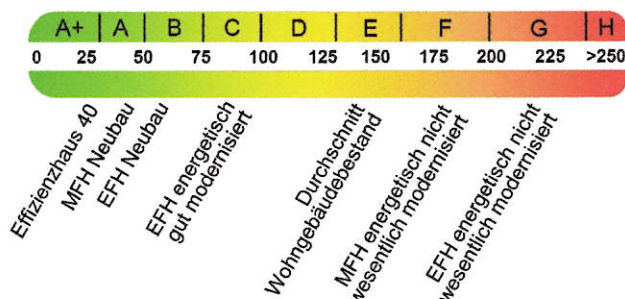 A+ A B C D E F G H
0 25 50 75 100 125 150 175 200 225 >250
Effizienzhaus 40
MFH Neubau
EFH Neubau
EFH energetisch
gut modernisiert
Durchschnitt
Wohngebäudebestand
MFH energetisch nicht
wesentlich modernisiert
EFH energetisch nicht
wesentlich modernisiert